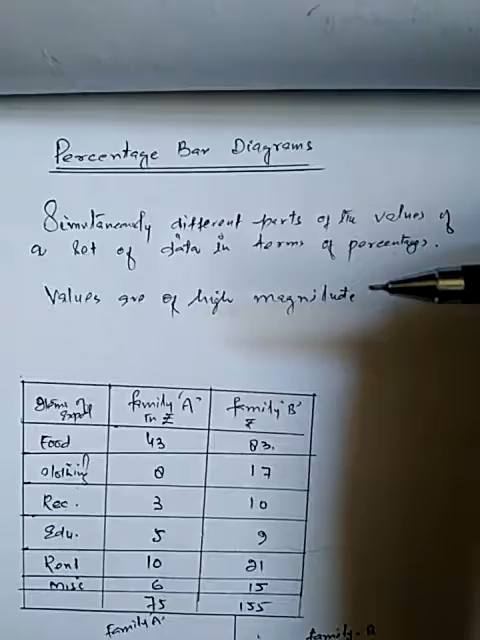 Percentage Bar Diagrams
Simultaneously different parts of the values of
a set of data in terms of percentages.
Values are of high magnitude
Items of Expd family 'A' In ₹ family 'B' ₹
Food 43 83.
Clothing 8 17
Rec. 3 10
Edu. 5 9
Rent 10 21
Misc 6 15
75 155
family 'A' family-B